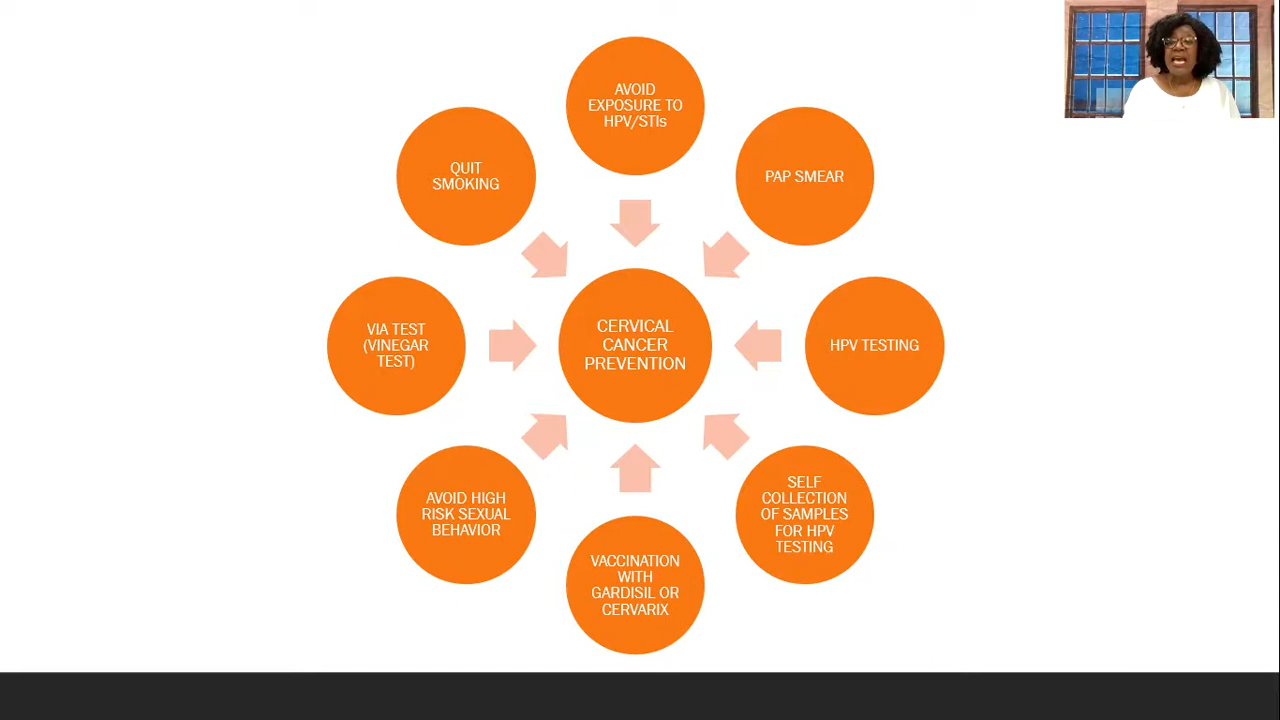 AVOID
EXPOSURE TO
HPV/STIs
PAP SMEAR
HPV TESTING
SELF
COLLECTION
OF SAMPLES
FOR HPV
TESTING
VACCINATION
WITH
GARDISIL OR
CERVARIX
AVOID HIGH
RISK SEXUAL
BEHAVIOR
VIA TEST
(VINEGAR
TEST)
QUIT
SMOKING
CERVICAL
CANCER
PREVENTION